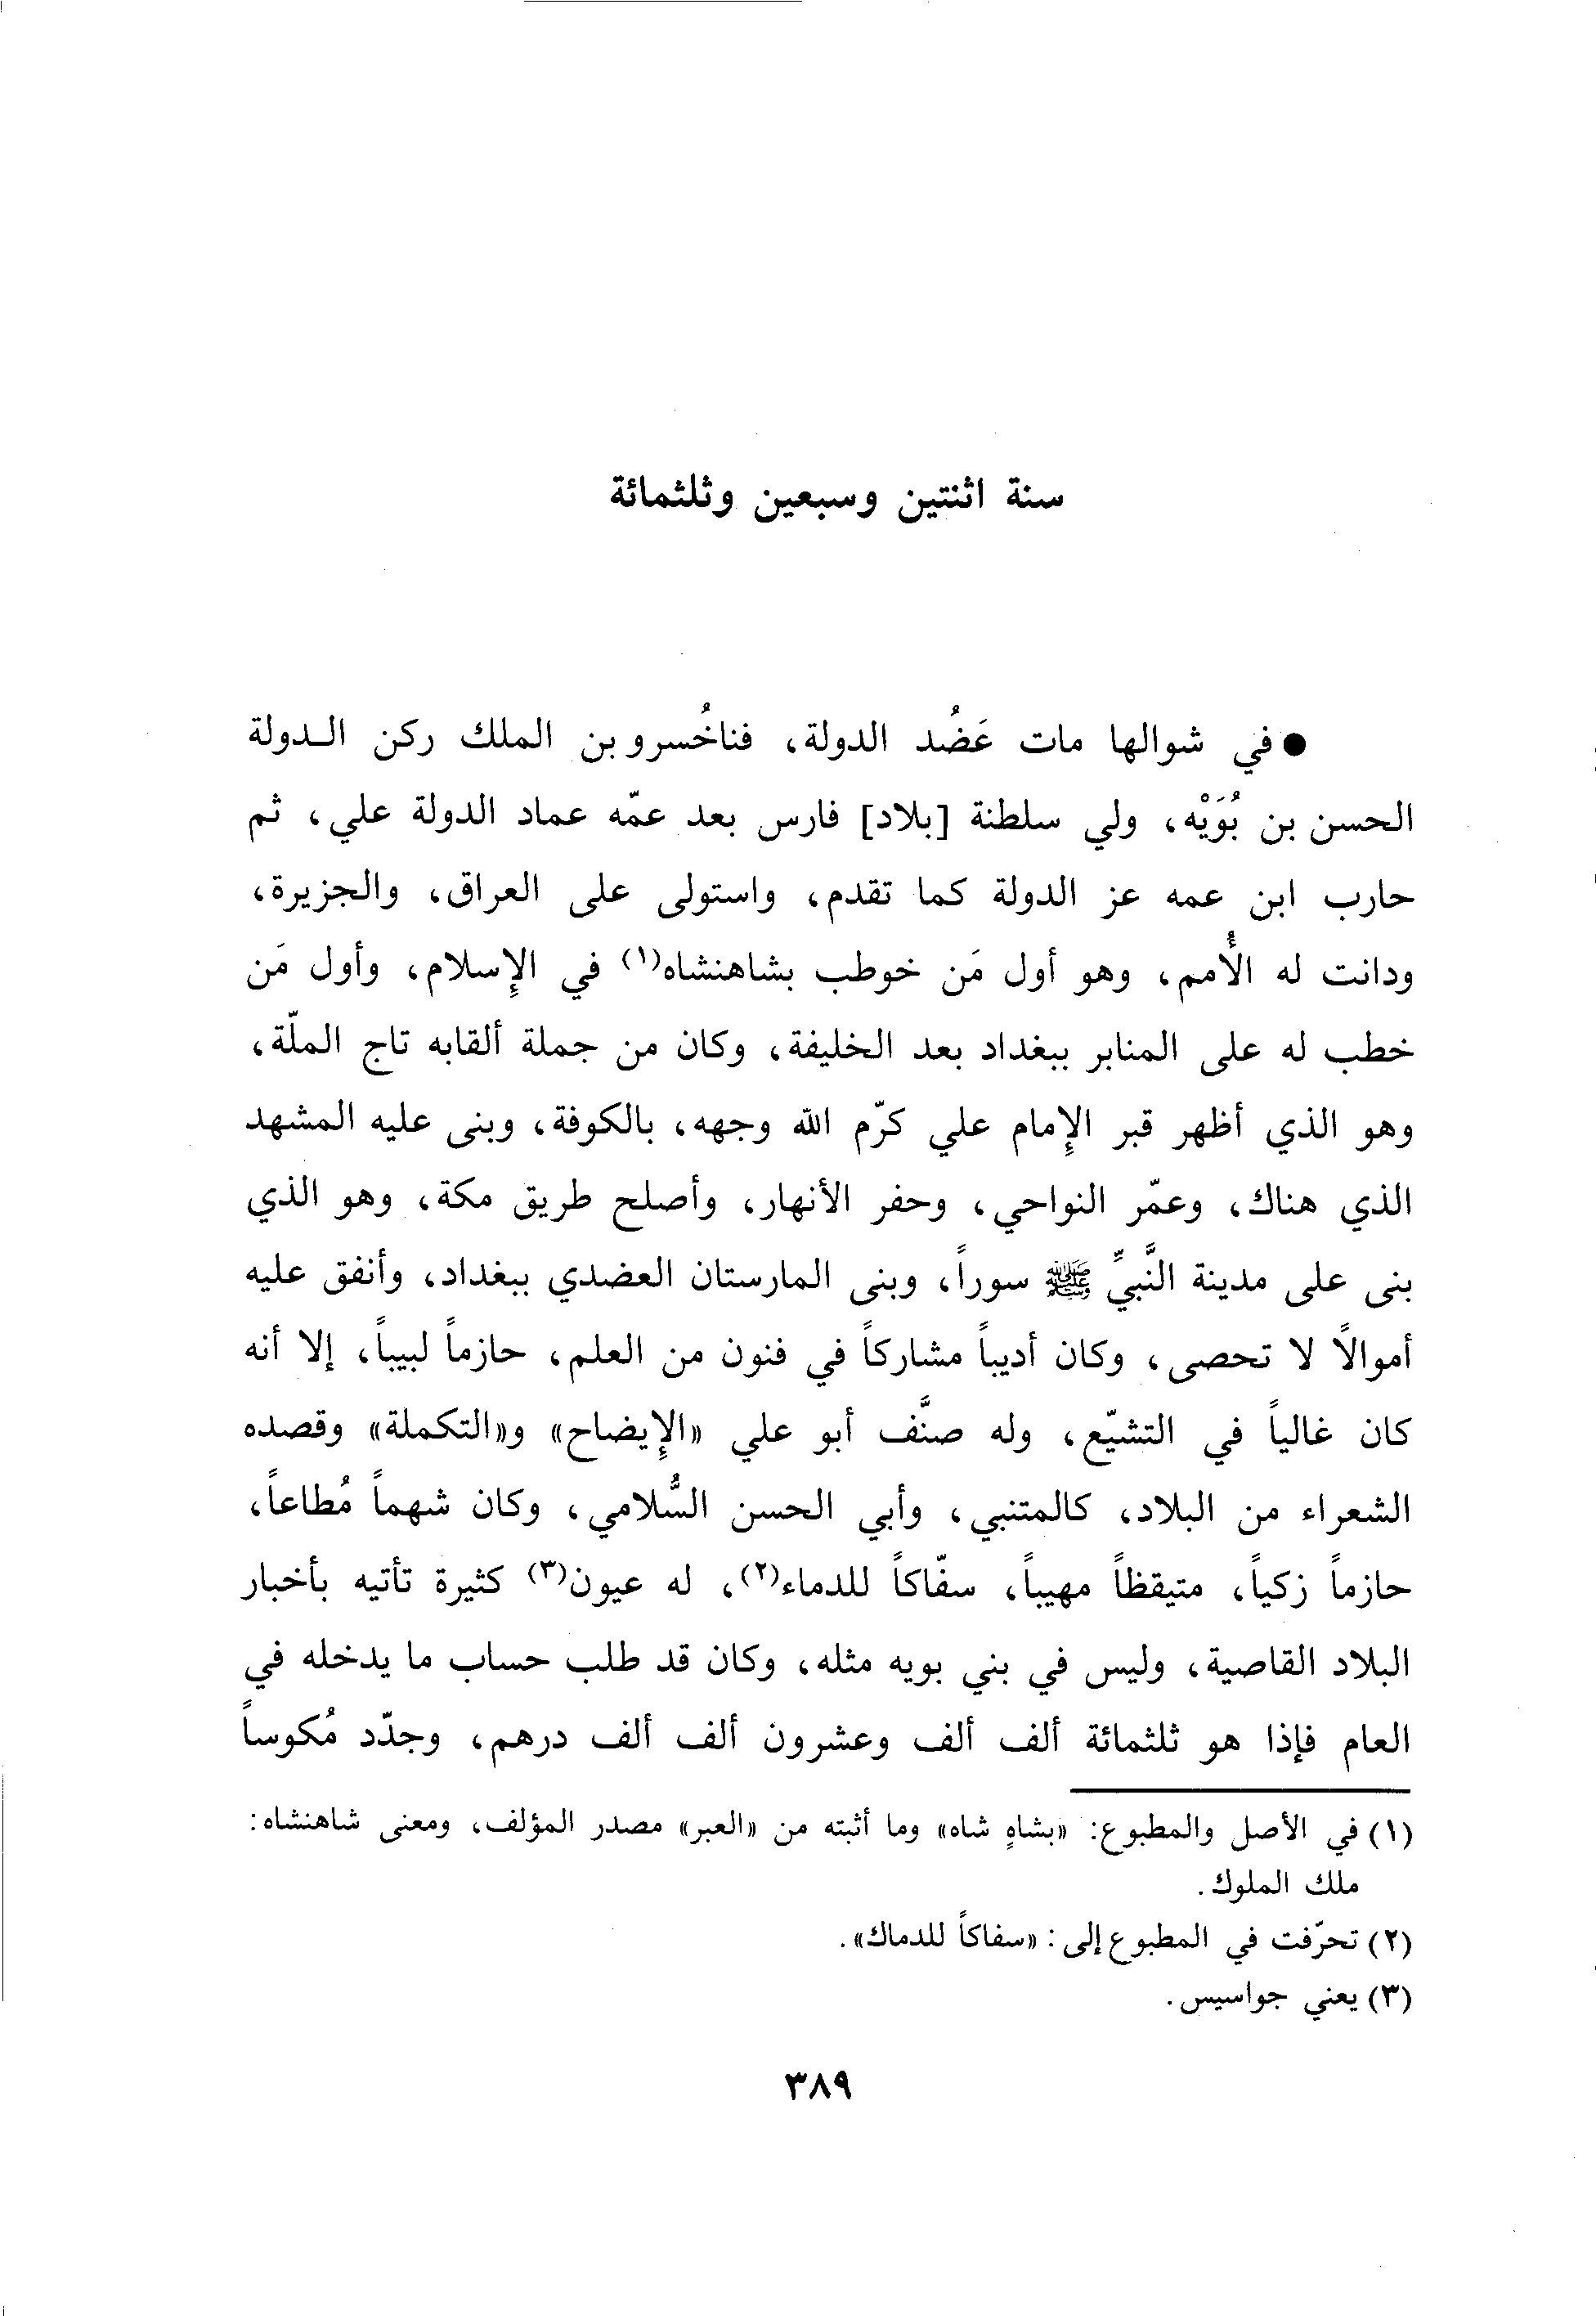 سنة اثنتين وسبعين وثلثمائة
● في شوالها مات عَضُد الدولة، فناخُسرو بن الملك ركن الـدولة
الحسن بن بُوَيْه، ولي سلطنة [بلاد] فارس بعد عمّه عماد الدولة علي، ثم
حارب ابن عمه عز الدولة كما تقدم، واستولى على العراق، والجزيرة،
ودانت له الأُمم، وهو أول مَن خوطب بشاهنشاه(١) في الإِسلام، وأول مَن
خطب له على المنابر ببغداد بعد الخليفة، وكان من جملة ألقابه تاج الملّة،
وهو الذي أظهر قبر الإِمام علي كرّم الله وجهه، بالكوفة، وبنى عليه المشهد
الذي هناك، وعمّر النواحي، وحفر الأنهار، وأصلح طريق مكة، وهو الذي
بنى على مدينة النَّبيِّ ﷺ سوراً، وبنى المارستان العضدي ببغداد، وأنفق عليه
أموالاً لا تحصى، وكان أديباً مشاركاً في فنون من العلم، حازماً لبيباً، إلا أنه
كان غالياً في التشيّع، وله صنَّف أبو علي «الإِيضاح» و«التكملة» وقصده
الشعراء من البلاد، كالمتنبي، وأبي الحسن السُّلامي، وكان شهماً مُطاعاً،
حازماً زكياً، متيقظاً مهيباً، سفّاكاً للدماء(٢)، له عيون(٣) كثيرة تأتيه بأخبار
البلاد القاصية، وليس في بني بويه مثله، وكان قد طلب حساب ما يدخله في
العام فإذا هو ثلثمائة ألف ألف وعشرون ألف ألف درهم، وجدّد مُكوساً
(١) في الأصل والمطبوع: «بشاهٍ شاه» وما أثبته من «العبر» مصدر المؤلف، ومعنى شاهنشاه:
ملك الملوك.
(٢) تحرّفت في المطبوع إلى: «سفاكاً للدماك».
(٣) يعني جواسيس.
٣٨٩